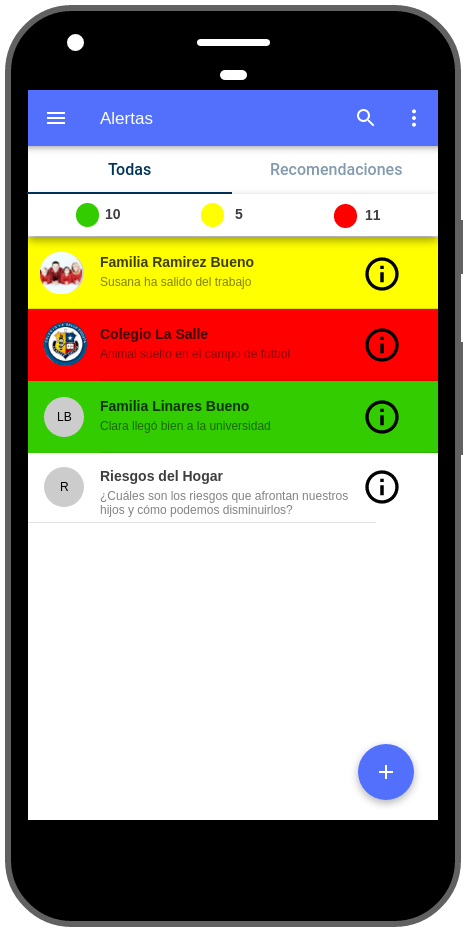 Alertas
Todas
Recomendaciones
10
5
11
Familia Ramirez Bueno
Susana ha salido del trabajo
Colegio La Salle
Animal suelto en el campo de futbol
LB
Familia Linares Bueno
Clara llegó bien a la universidad
R
Riesgos del Hogar
¿Cuáles son los riesgos que afrontan nuestros
hijos y cómo podemos disminuirlos?